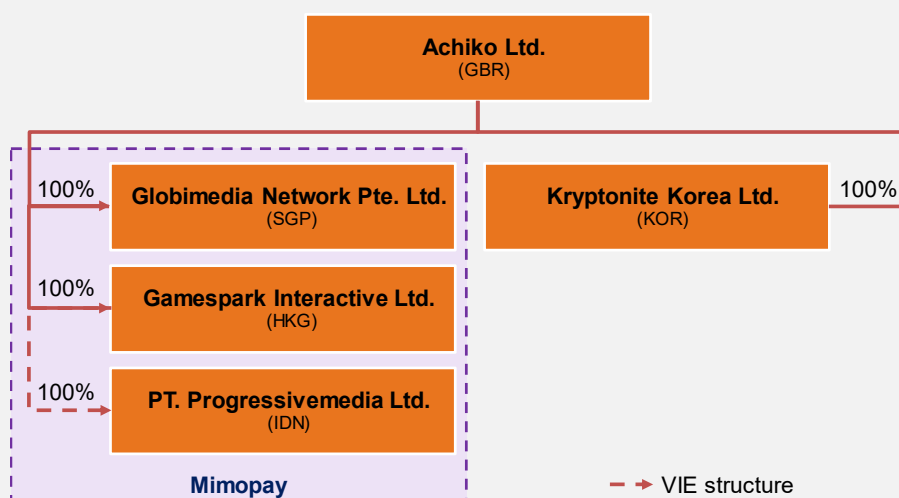 Achiko Ltd.
(GBR)
100%
Globimedia Network Pte. Ltd.
(SGP)
Kryptonite Korea Ltd.
(KOR)
100%
100%
Gamespark Interactive Ltd.
(HKG)
100%
PT. Progressivemedia Ltd.
(IDN)
Mimopay
VIE structure